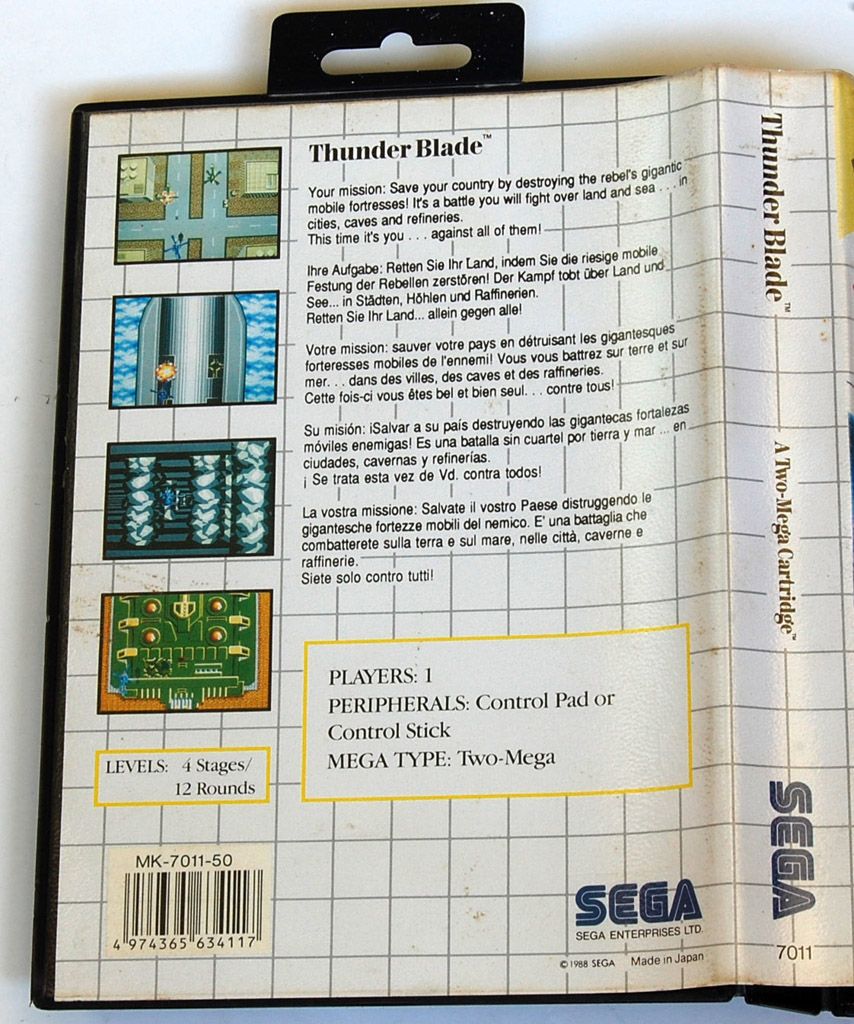 Thunder Blade™
Your mission: Save your country by destroying the rebel's gigantic
mobile fortresses! It's a battle you will fight over land and sea . . . in
cities, caves and refineries.
This time it's you . . . against all of them!
Ihre Aufgabe: Retten Sie Ihr Land, indem Sie die riesige mobile
Festung der Rebellen zerstören! Der Kampf tobt über Land und
See... in Städten, Höhlen und Raffinerien.
Retten Sie Ihr Land... allein gegen alle!
Votre mission: sauver votre pays en détruisant les gigantesques
forteresses mobiles de l'ennemi! Vous vous battrez sur terre et sur
mer. . . dans des villes, des caves et des raffineries.
Cette fois-ci vous êtes bel et bien seul. . . contre tous!
Su misión: ¡Salvar a su país destruyendo las gigantecas fortalezas
móviles enemigas! Es una batalla sin cuartel por tierra y mar ... en
ciudades, cavernas y refinerías.
¡ Se trata esta vez de Vd. contra todos!
La vostra missione: Salvate il vostro Paese distruggendo le
gigantesche fortezze mobili del nemico. E' una battaglia che
combatterete sulla terra e sul mare, nelle città, caverne e
raffinerie.
Siete solo contro tutti!
PLAYERS: 1
PERIPHERALS: Control Pad or
Control Stick
MEGA TYPE: Two-Mega
LEVELS: 4 Stages/
12 Rounds
MK-7011-50
4 974365 634117
SEGA
SEGA ENTERPRISES LTD.
© 1988 SEGA Made in Japan
Thunder Blade™
A Two-Mega Cartridge™
SEGA
7011